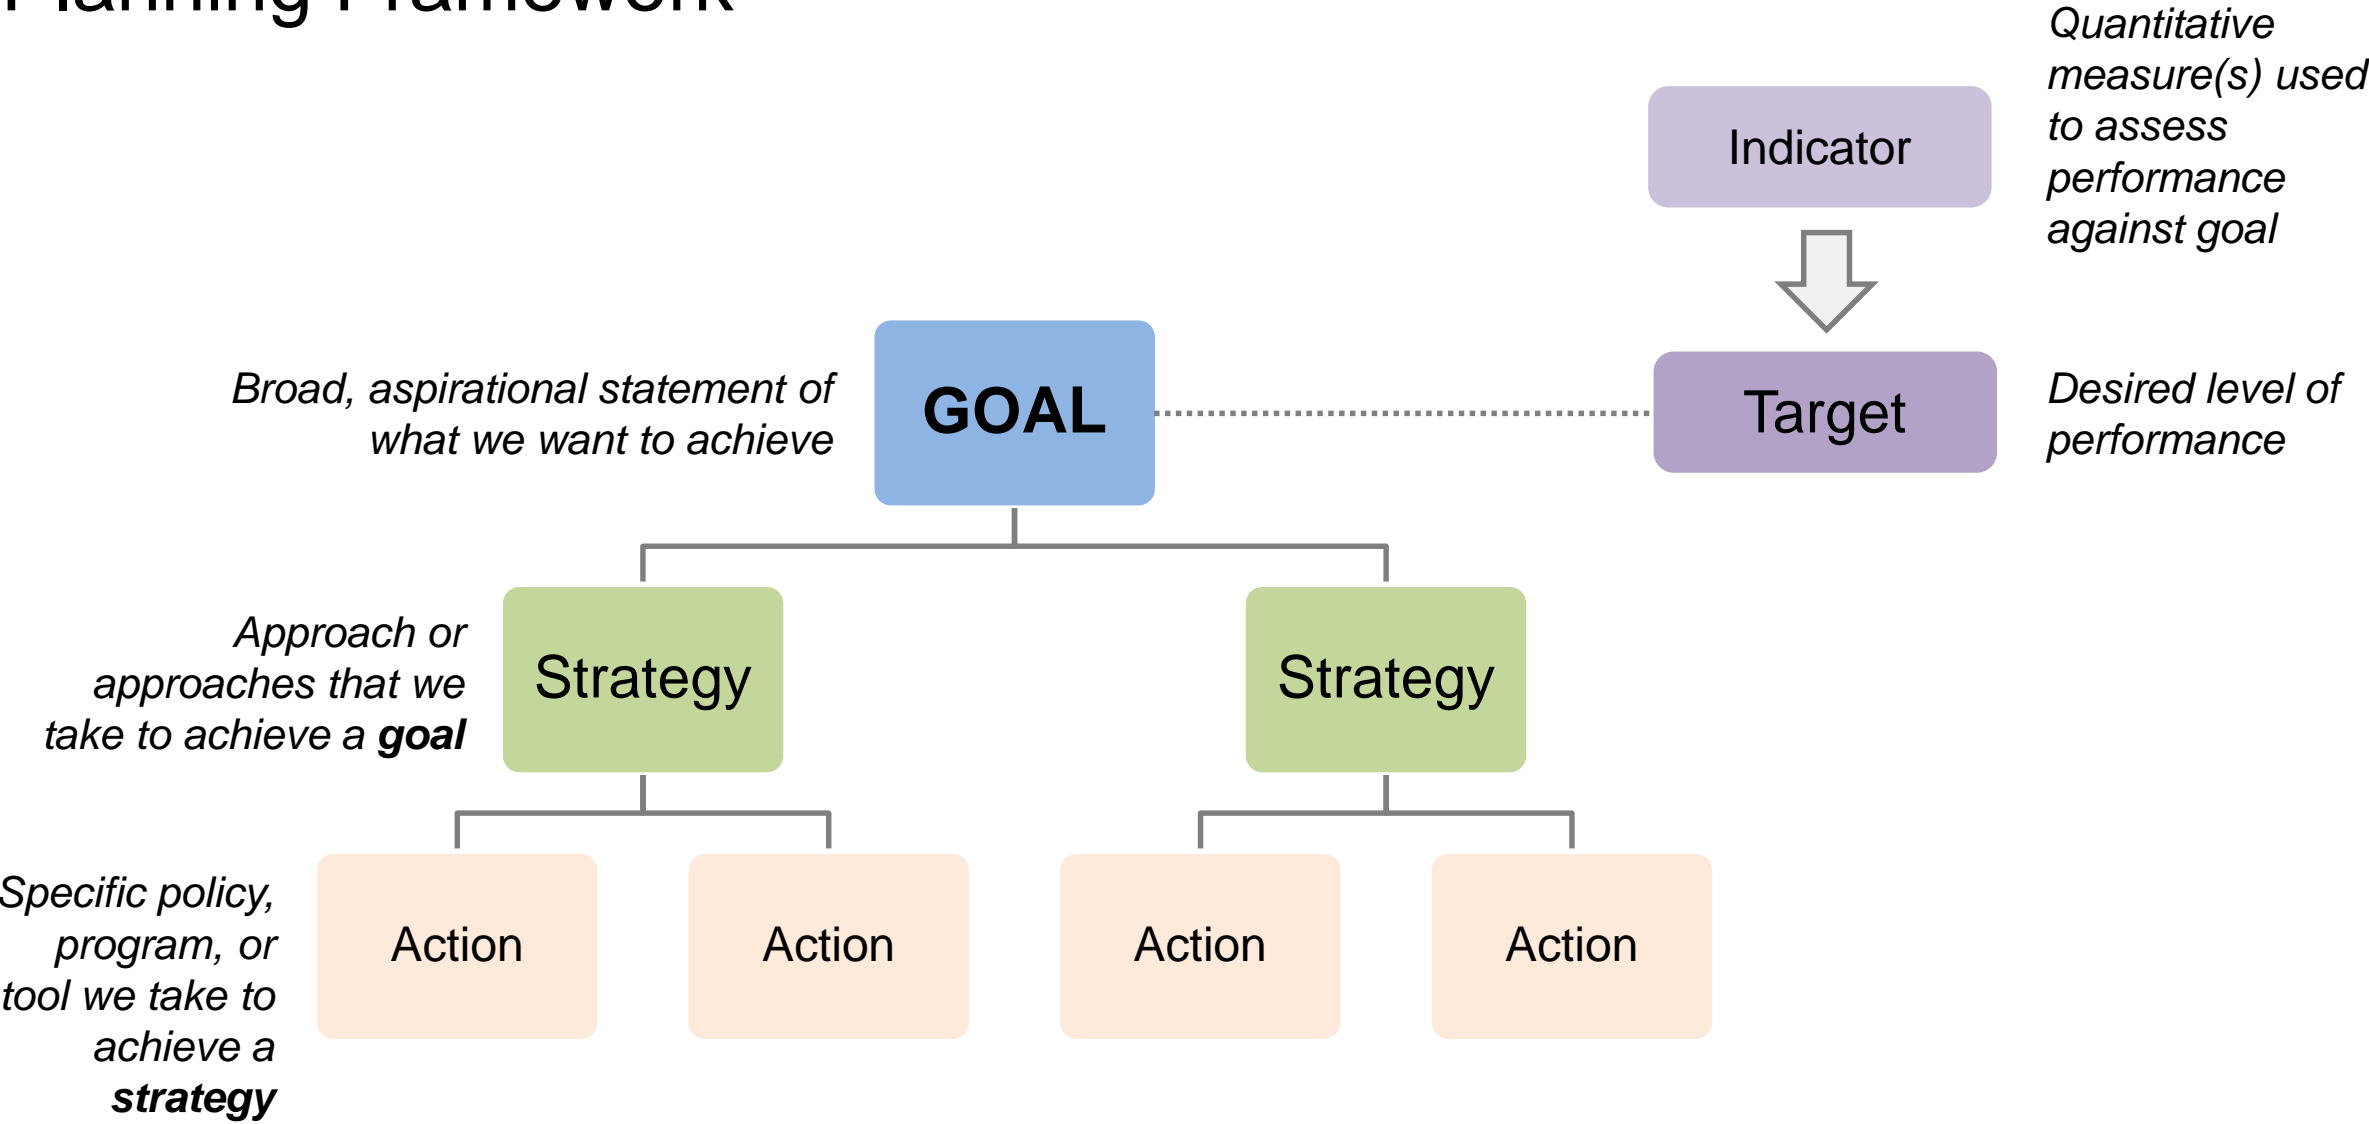 Planning Framework
Quantitative
measure(s) used
to assess
performance
against goal
Indicator
Broad, aspirational statement of
what we want to achieve
GOAL
Target
Desired level of
performance
Approach or
approaches that we
take to achieve a goal
Strategy
Strategy
Specific policy,
program, or
tool we take to
achieve a
strategy
Action
Action
Action
Action